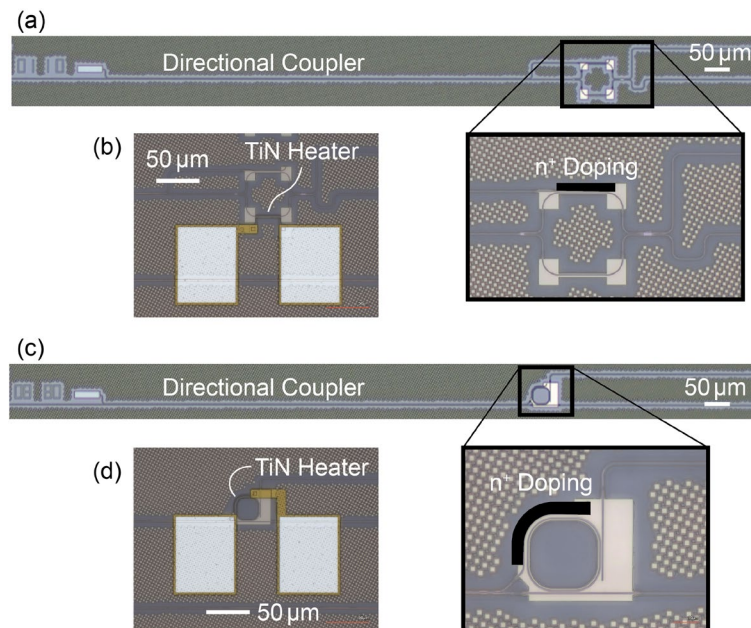 (a)
Directional Coupler
50 µm
(b)
50 µm
TiN Heater
n⁺ Doping
(c)
Directional Coupler
50 µm
(d)
TiN Heater
50 µm
n⁺ Doping